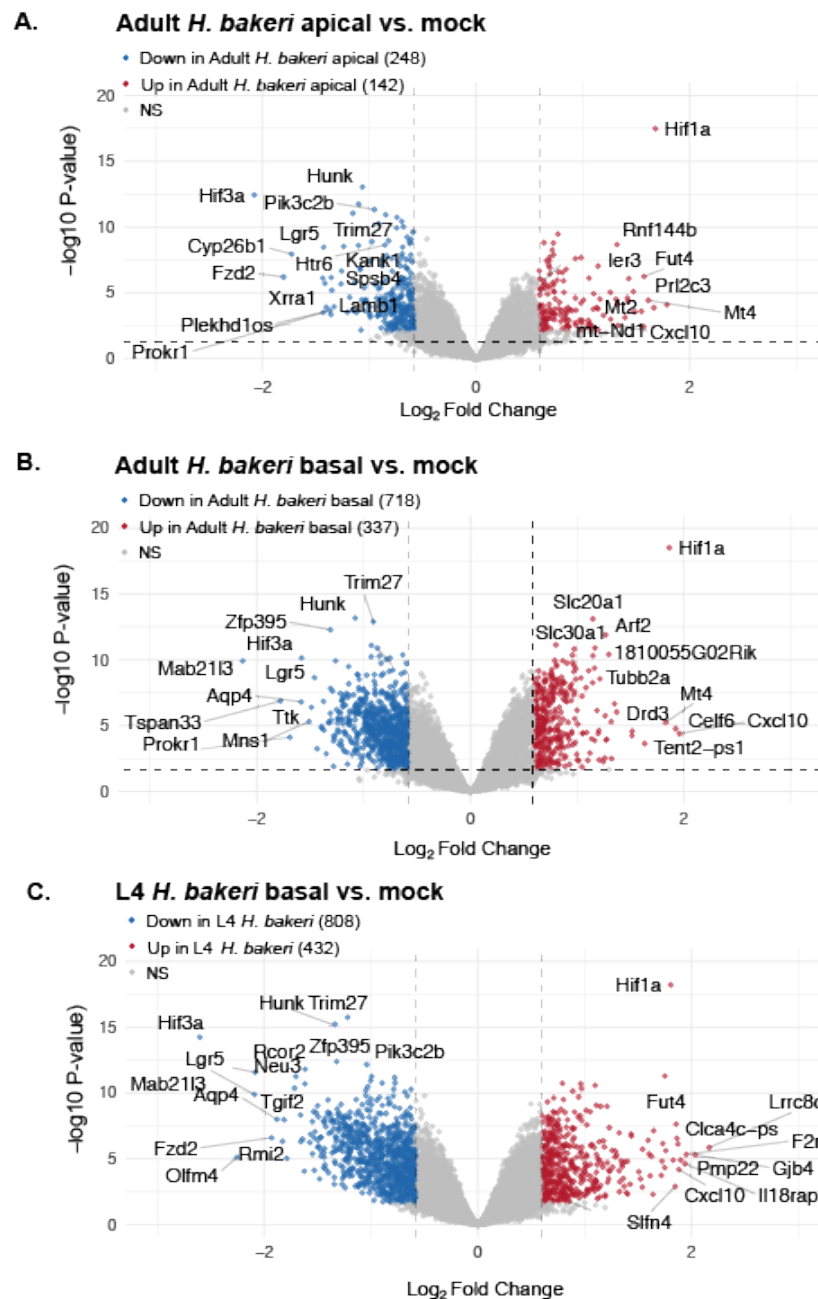 A. Adult H. bakeri apical vs. mock
Down in Adult H. bakeri apical (248)
Up in Adult H. bakeri apical (142)
NS
20
15
10
5
0
−log10 P-value)
Hif1a
Hunk
Hif3a
Pik3c2b
Rnf144b
Lgr5
Trim27
Cyp26b1
Ier3
Fut4
Htr6
Kank1
Fzd2
Spsb4
Prl2c3
Xrra1
Lamb1
Mt2
Mt4
Plekhd1os
mt−Nd1
Cxcl10
Prokr1
−2
0
2
Log2 Fold Change
B. Adult H. bakeri basal vs. mock
Down in Adult H. bakeri basal (718)
Up in Adult H. bakeri basal (337)
NS
20
15
10
5
0
−log10 P-value)
Hif1a
Trim27
Hunk
Slc20a1
Zfp395
Arf2
Slc30a1
Hif3a
1810055G02Rik
Mab21l3
Lgr5
Tubb2a
Aqp4
Mt4
Tspan33
Ttk
Drd3
Celf6
Cxcl10
Prokr1
Mns1
Tent2−ps1
−2
0
2
Log2 Fold Change
C. L4 H. bakeri basal vs. mock
Down in L4 H. bakeri (808)
Up in L4 H. bakeri (432)
NS
20
15
10
5
0
−log10 P-value)
Hif1a
Hunk
Trim27
Hif3a
Rcor2
Zfp395
Pik3c2b
Lgr5
Neu3
Mab21l3
Aqp4
Tgif2
Fut4
Lrrc8
Clca4c−ps
Fzd2
Rmi2
F2r
Olfm4
Pmp22
Gjb4
Cxcl10
Il18rap
Slfn4
−2
0
2
Log2 Fold Change